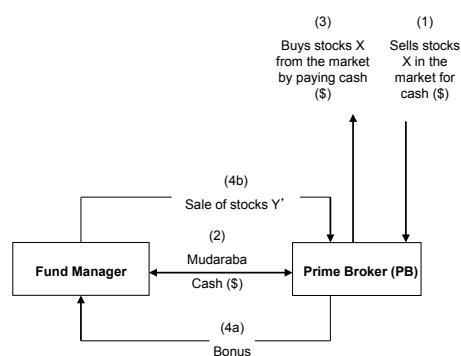 (3)
Buys stocks X
from the market
by paying cash
($)
(1)
Sells stocks
X in the
market for
cash ($)
(4b)
Sale of stocks Y'
(2)
Mudaraba
Cash ($)
Fund Manager
Prime Broker (PB)
(4a)
Bonus